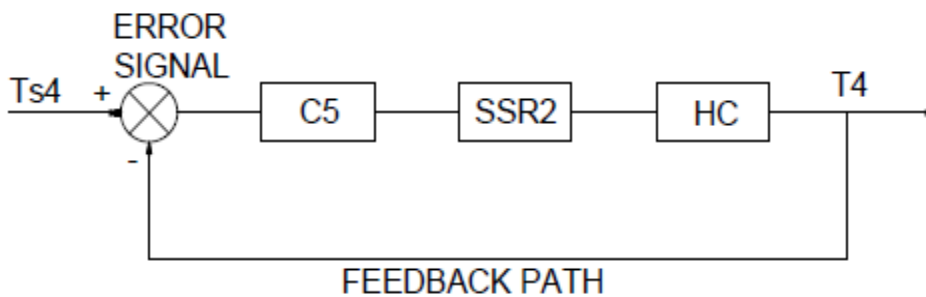 ERROR
SIGNAL
Ts4
+
C5
SSR2
HC
T4
-
FEEDBACK PATH